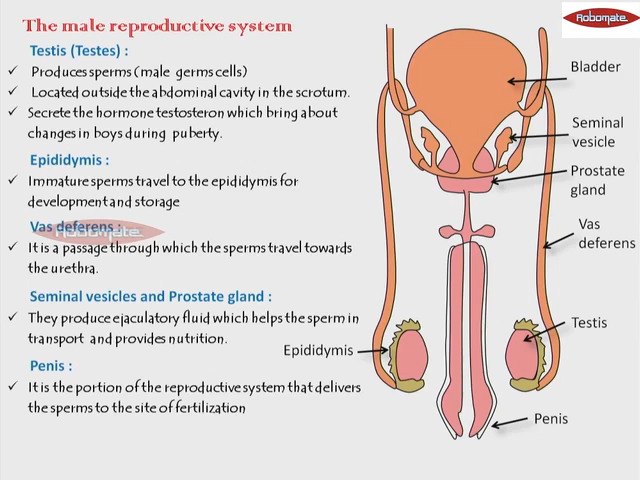 The male reproductive system
Robomate
Testis (Testes) :
✓ Produces sperms (male germs cells)
✓ Located outside the abdominal cavity in the scrotum.
✓ Secrete the hormone testosteron which bring about
changes in boys during puberty.
Epididymis :
✓ Immature sperms travel to the epididymis for
development and storage
Vas deferens :
Robomate
✓ It is a passage through which the sperms travel towards
the urethra.
Seminal vesicles and Prostate gland :
✓ They produce ejaculatory fluid which helps the sperm in
transport and provides nutrition.
Penis :
✓ It is the portion of the reproductive system that delivers
the sperms to the site of fertilization
Bladder
Seminal
vesicle
Prostate
gland
Vas
deferens
Testis
Epididymis
Penis